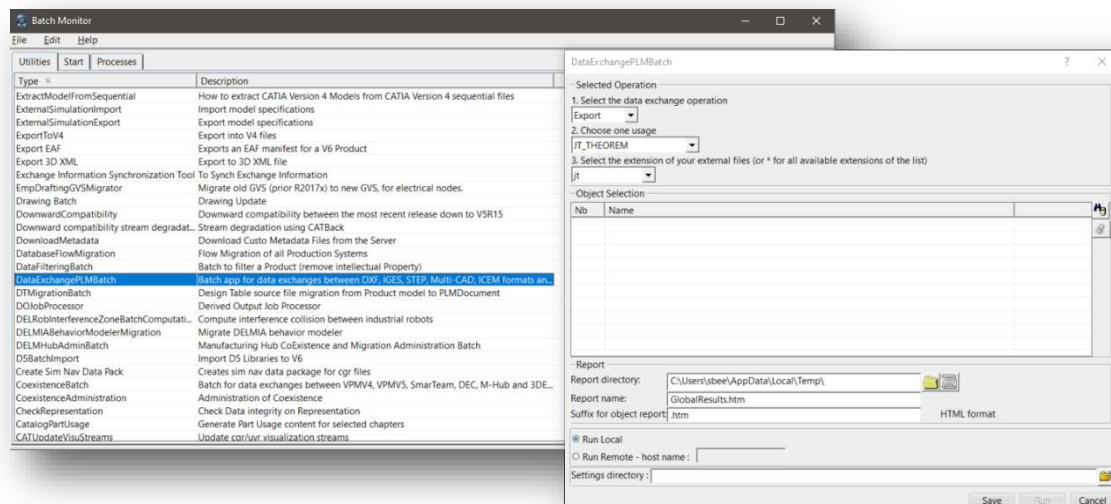 Batch Monitor
File Edit Help
Utilities Start Processes
Type Description
ExtractModelFromSequential How to extract CATIA Version 4 Models from CATIA Version 4 sequential files
ExternalSimulationImport Import model specifications
ExternalSimulationExport Export model specifications
ExportToV4 Export into V4 files
Export EAF Exports an EAF manifest for a V6 Product
Export 3D XML Export to 3D XML file
Exchange Information Synchronization Tool To Synch Exchange Information
EmpDraftingGVSMigrator Migrate old GVS (prior R2017x) to new GVS, for electrical nodes.
Drawing Batch Drawing Update
DownwardCompatibility Downward compatibility between the most recent release down to V5R15
Downward compatibility stream degradat... Stream degradation using CATBack
DownloadMetadata Download Custo Metadata Files from the Server
DatabaseFlowMigration Flow Migration of all Production Systems
DataFilteringBatch Batch to filter a Product (remove intellectual Property)
DataExchangePLMBatch Batch app for data exchanges between DXF, IGES, STEP, Multi-CAD, ICEM formats an...
DTMigrationBatch Design Table source file migration from Product model to PLMDocument
DOJobProcessor Derived Output Job Processor
DELRobInterferenceZoneBatchComputati... Compute interference collision between industrial robots
DELMIABehaviorModelerMigration Migrate DELMIA behavior modeler
DELMHubAdminBatch Manufacturing Hub CoExistence and Migration Administration Batch
D5BatchImport Import D5 Libraries to V6
Create Sim Nav Data Pack Creates sim nav data package for cgr files
CoexistenceBatch Batch for data exchanges between VPMV4, VPMV5, SmarTeam, DEC, M-Hub and 3DE...
CoexistenceAdministration Administration of Coexistence
CheckRepresentation Check Data integrity on Representation
CatalogPartUsage Generate Part Usage content for selected chapters
CATUpdateVisuStreams Update cgr/uvr visualization streams
DataExchangePLMBatch ?
Selected Operation
1. Select the data exchange operation
Export
2. Choose one usage
JT_THEOREM
3. Select the extension of your external files (or * for all available extensions of the list)
jt
Object Selection
Nb Name
Report
Report directory: C:\Users\sbee\AppData\Local\Temp\
Report name: GlobalResults.htm
Suffix for object report: .htm HTML format
Run Local
Run Remote - host name :
Settings directory :
Save Run Cancel